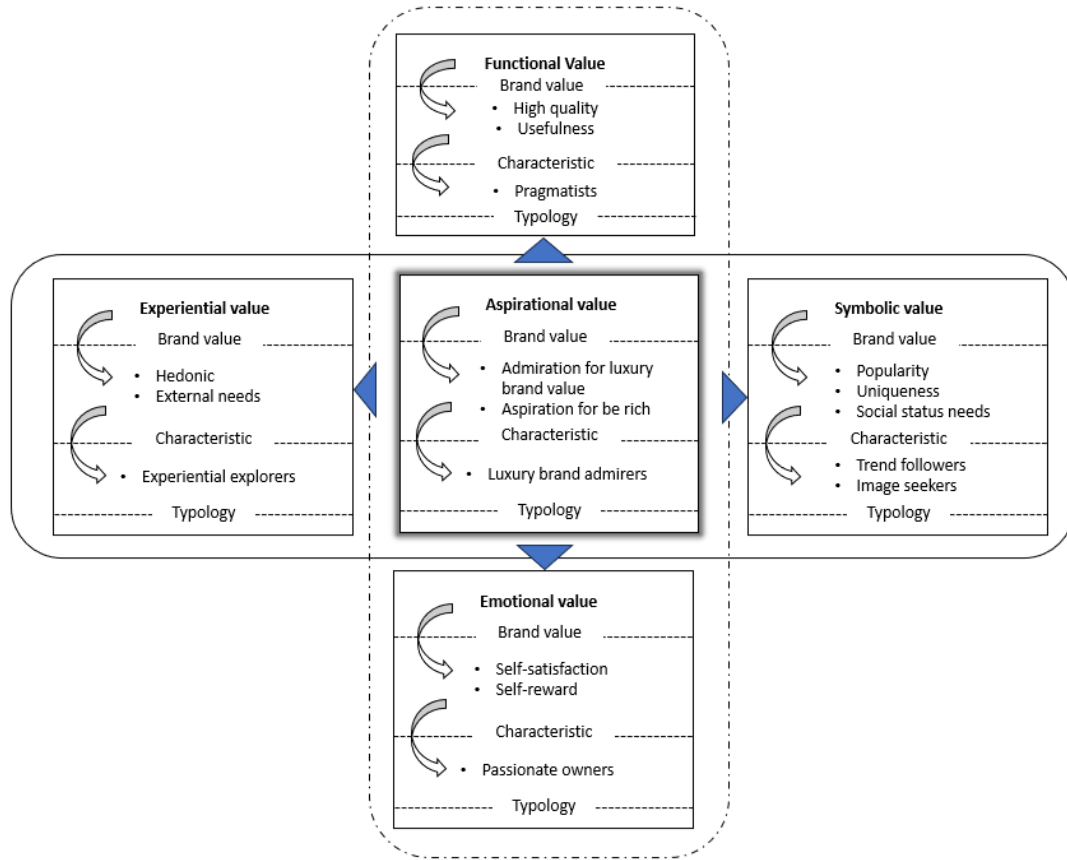 Functional Value
Brand value
• High quality
• Usefulness
Characteristic
• Pragmatists
Typology
Experiential value
Brand value
• Hedonic
• External needs
Characteristic
• Experiential explorers
Typology
Aspirational value
Brand value
• Admiration for luxury
brand value
• Aspiration for be rich
Characteristic
• Luxury brand admirers
Typology
Symbolic value
Brand value
• Popularity
• Uniqueness
• Social status needs
Characteristic
• Trend followers
• Image seekers
Typology
Emotional value
Brand value
• Self-satisfaction
• Self-reward
Characteristic
• Passionate owners
Typology